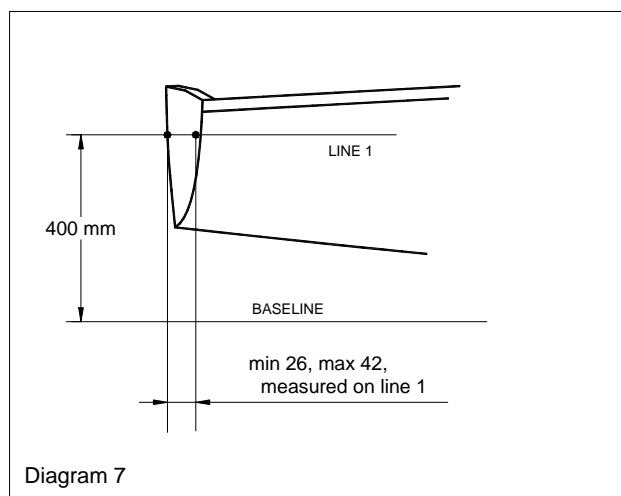 LINE 1
400 mm
BASELINE
min 26, max 42,
measured on line 1
Diagram 7